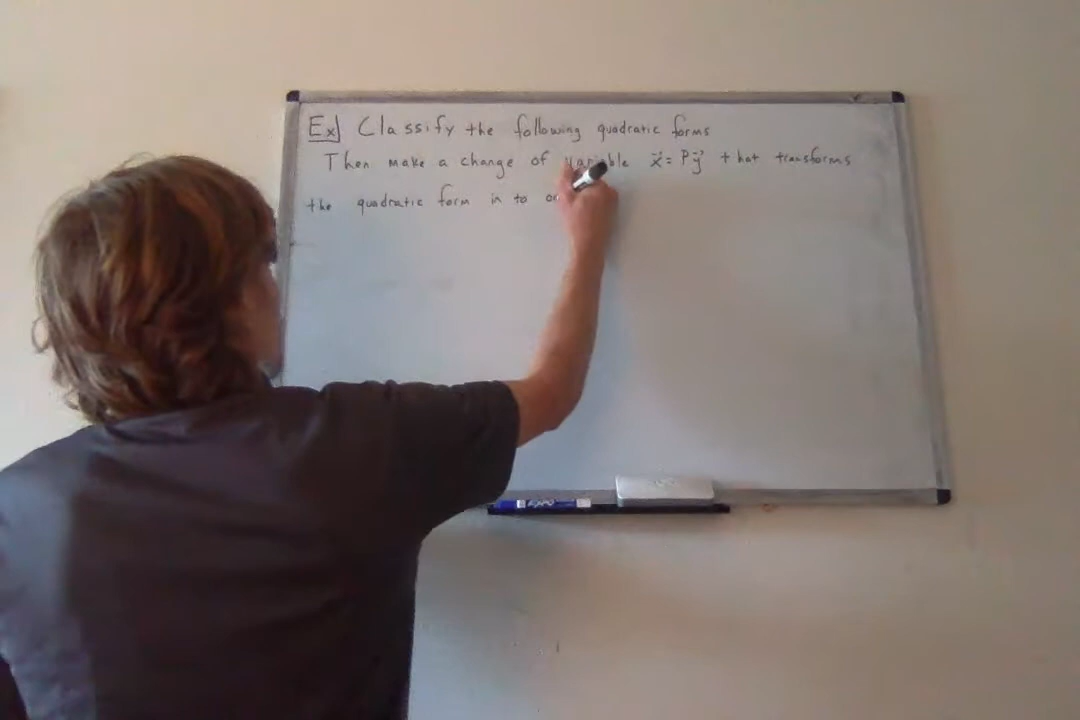 Ex] Classify the following quadratic forms
Then make a change of variable x⃗ = Py⃗ that transforms
the quadratic form in to
EXPO